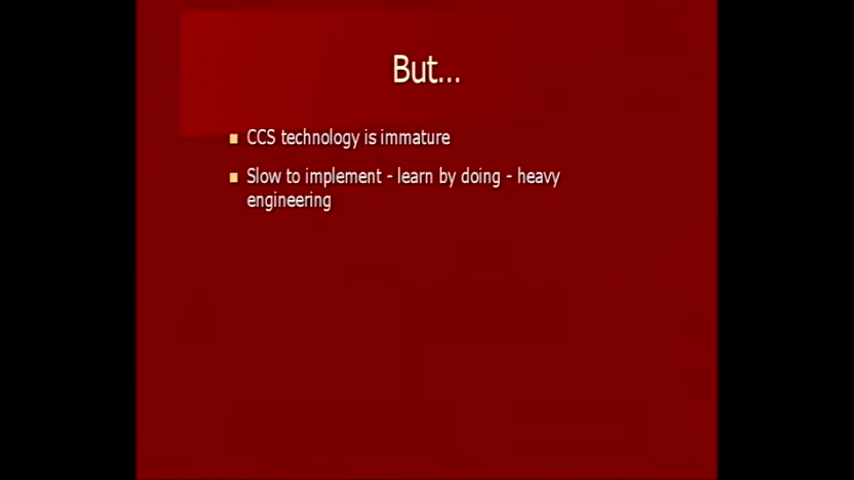 But...
CCS technology is immature
Slow to implement - learn by doing - heavy
engineering